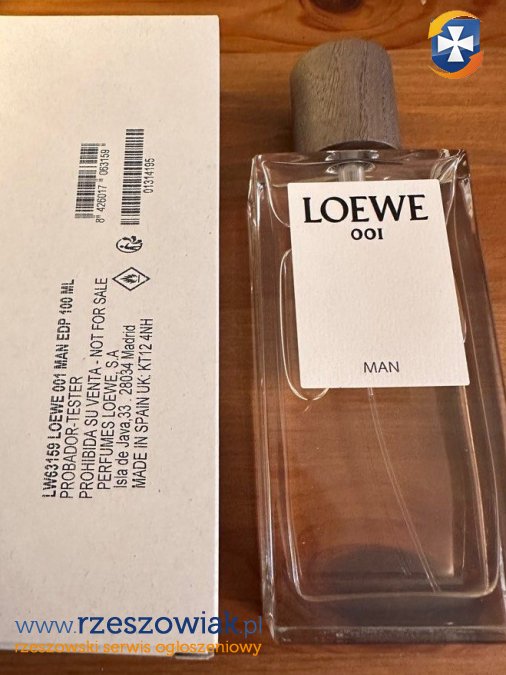 LW63159 LOEWE 001 MAN EDP 100 ML
PROBADOR-TESTER
PROHIBIDA SU VENTA - NOT FOR SALE
PERFUMES LOEWE, S.A
Isla de Java,33 . 28034 Madrid
MADE IN SPAIN UK: KT12 4NH
8 426017 063159
01314195
LOEWE
001
MAN
www.rzeszowiak.pl
rzeszowski serwis ogłoszeniowy